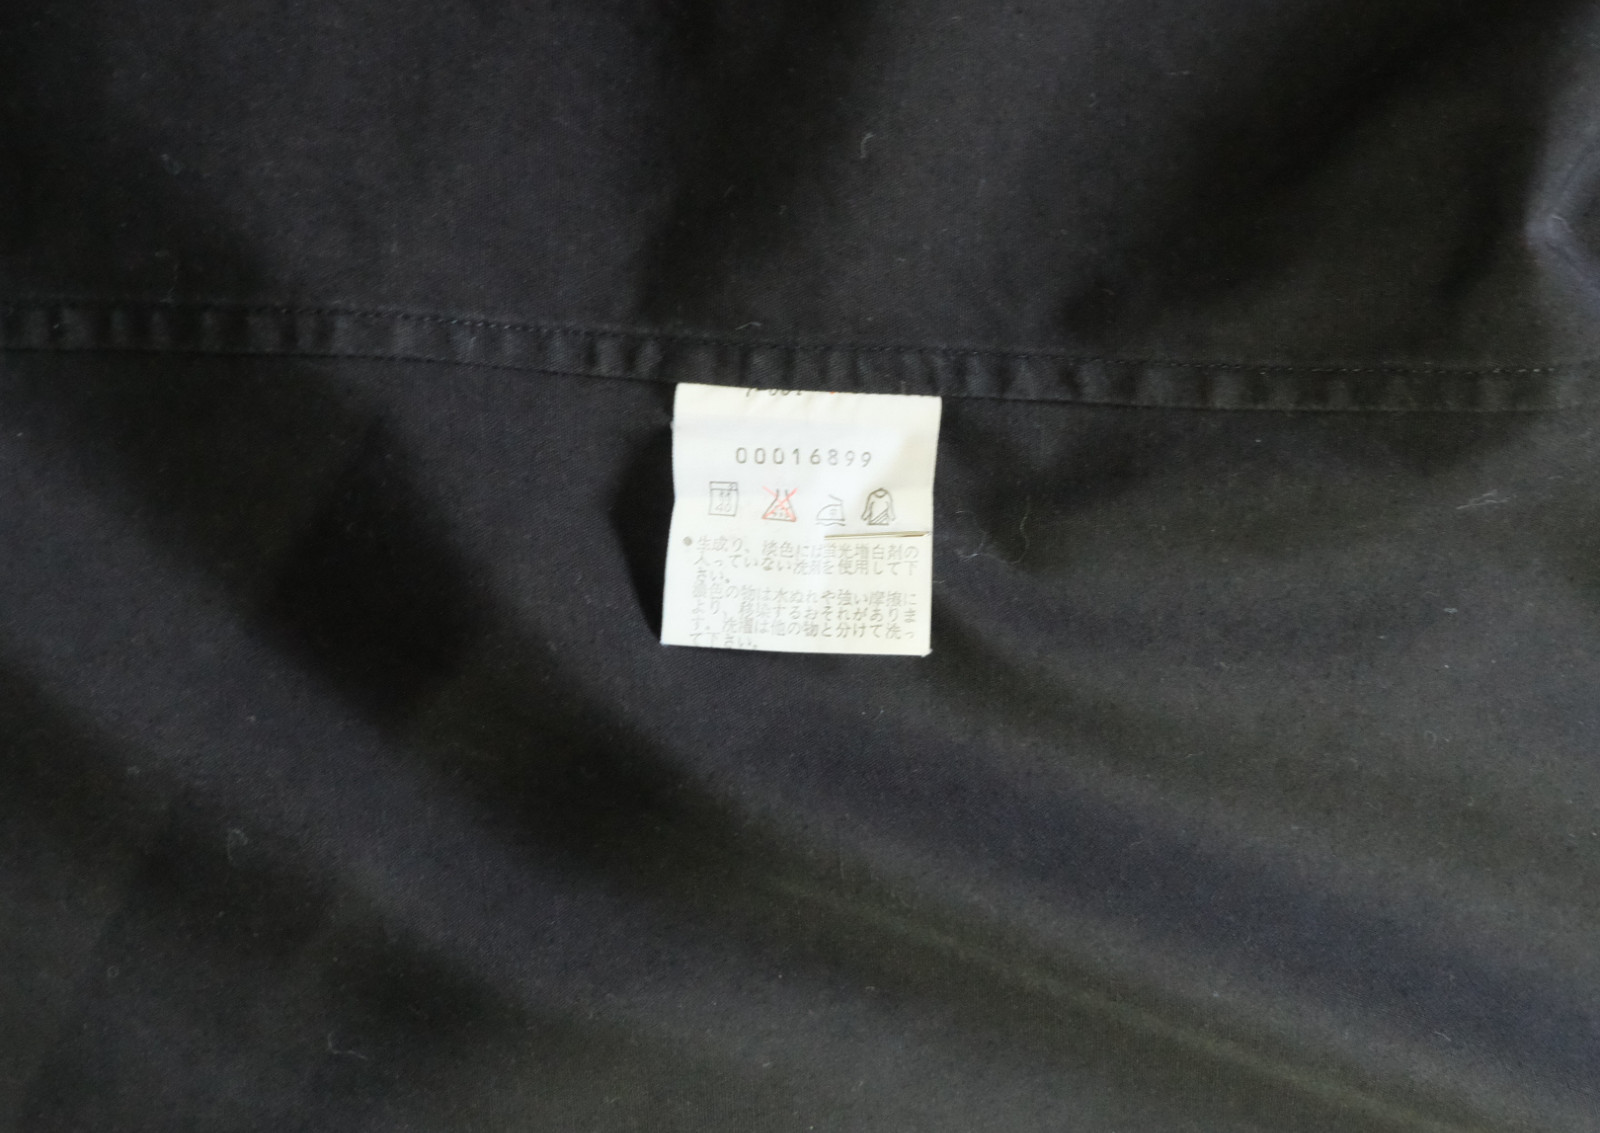 00016899
40
●生成り、淡色には蛍光増白剤の
入っていない洗剤を使用して下
さい。
濃色の物は水ぬれや強い摩擦に
より、移染するおそれがありま
す。洗濯は他の物と分けて洗っ
て下さい。